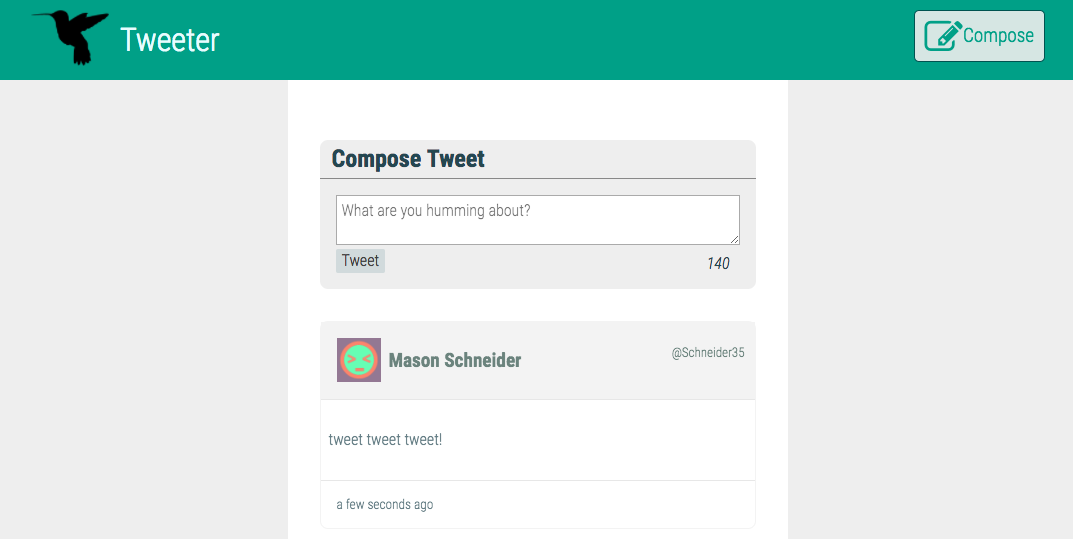 Tweeter
Compose
Compose Tweet
What are you humming about?
Tweet
140
Mason Schneider
@Schneider35
tweet tweet tweet!
a few seconds ago